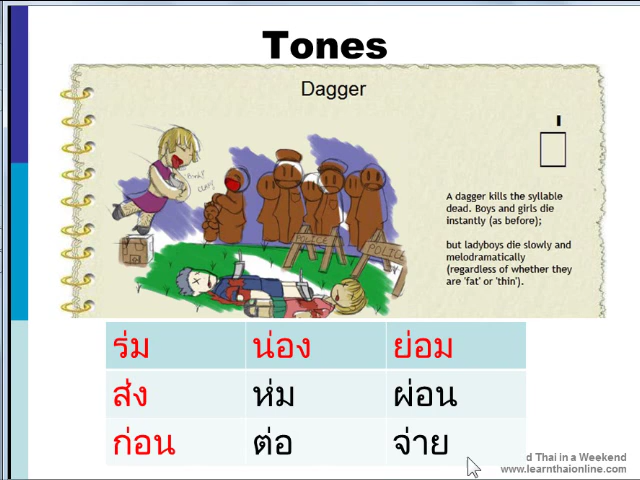 Tones
Dagger
A dagger kills the syllable
dead. Boys and girls die
instantly (as before);
but ladyboys die slowly and
melodramatically
(regardless of whether they
are 'fat' or 'thin').
POLICE
ร่ม น่อง ย่อม
ส่ง ห่ม ผ่อน
ก่อน ต่อ จ่าย
d Thai in a Weekend
www.learnthaionline.com